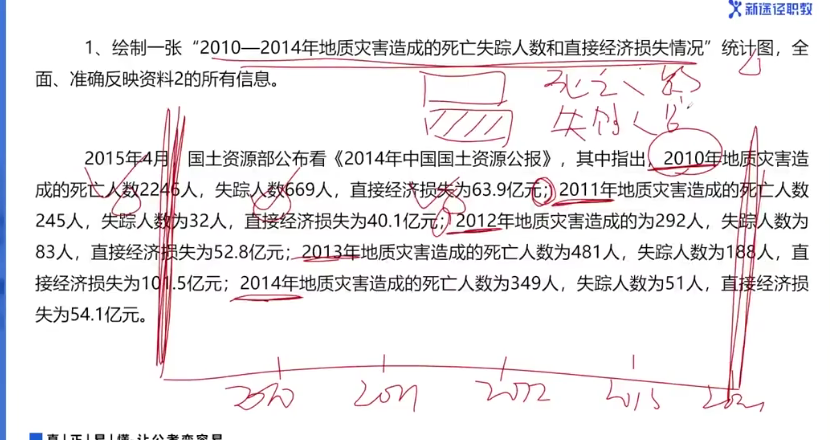 新途径职教
1、绘制一张“2010—2014年地质灾害造成的死亡失踪人数和直接经济损失情况”统计图，全
面、准确反映资料2的所有信息。
死亡人数
失踪人数
2015年4月，国土资源部公布看《2014年中国国土资源公报》，其中指出，2010年地质灾害造
成的死亡人数2246人，失踪人数669人，直接经济损失为63.9亿元；2011年地质灾害造成的死亡人数
245人，失踪人数为32人，直接经济损失为40.1亿元；2012年地质灾害造成的为292人，失踪人数为
83人，直接经济损失为52.8亿元；2013年地质灾害造成的死亡人数为481人，失踪人数为188人，直
接经济损失为101.5亿元；2014年地质灾害造成的死亡人数为349人，失踪人数为51人，直接经济损
失为54.1亿元。
2010 2011 2012 2013
真|正|易|懂 让公考变容易